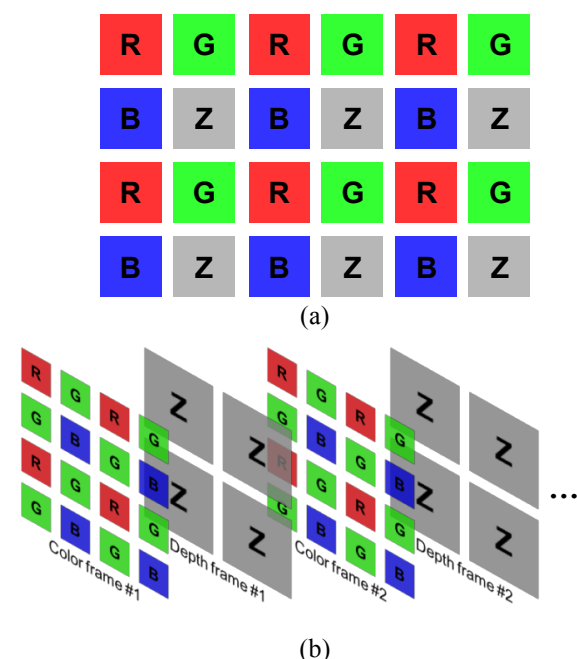 R G R G R G
B Z B Z B Z
R G R G R G
B Z B Z B Z
(a)
R G R G
G B G B
R G R G
G B G B
Color frame #1
Z Z
Z Z
Depth frame #1
R G R G
G B G B
R G R G
G B G B
Color frame #2
Z Z
Z Z
Depth frame #2
...
(b)